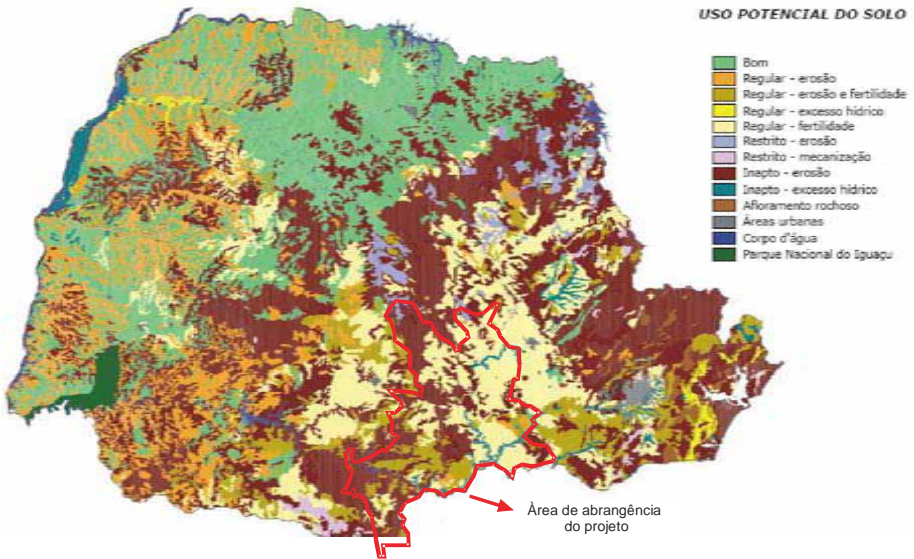 USO POTENCIAL DO SOLO
Bom
Regular - erosão
Regular - erosão e fertilidade
Regular - excesso hídrico
Regular - fertilidade
Restrito - erosão
Restrito - mecanização
Inapto - erosão
Inapto - excesso hídrico
Afloramento rochoso
Áreas urbanas
Corpo d'água
Parque Nacional do Iguaçu
Àrea de abrangência
do projeto